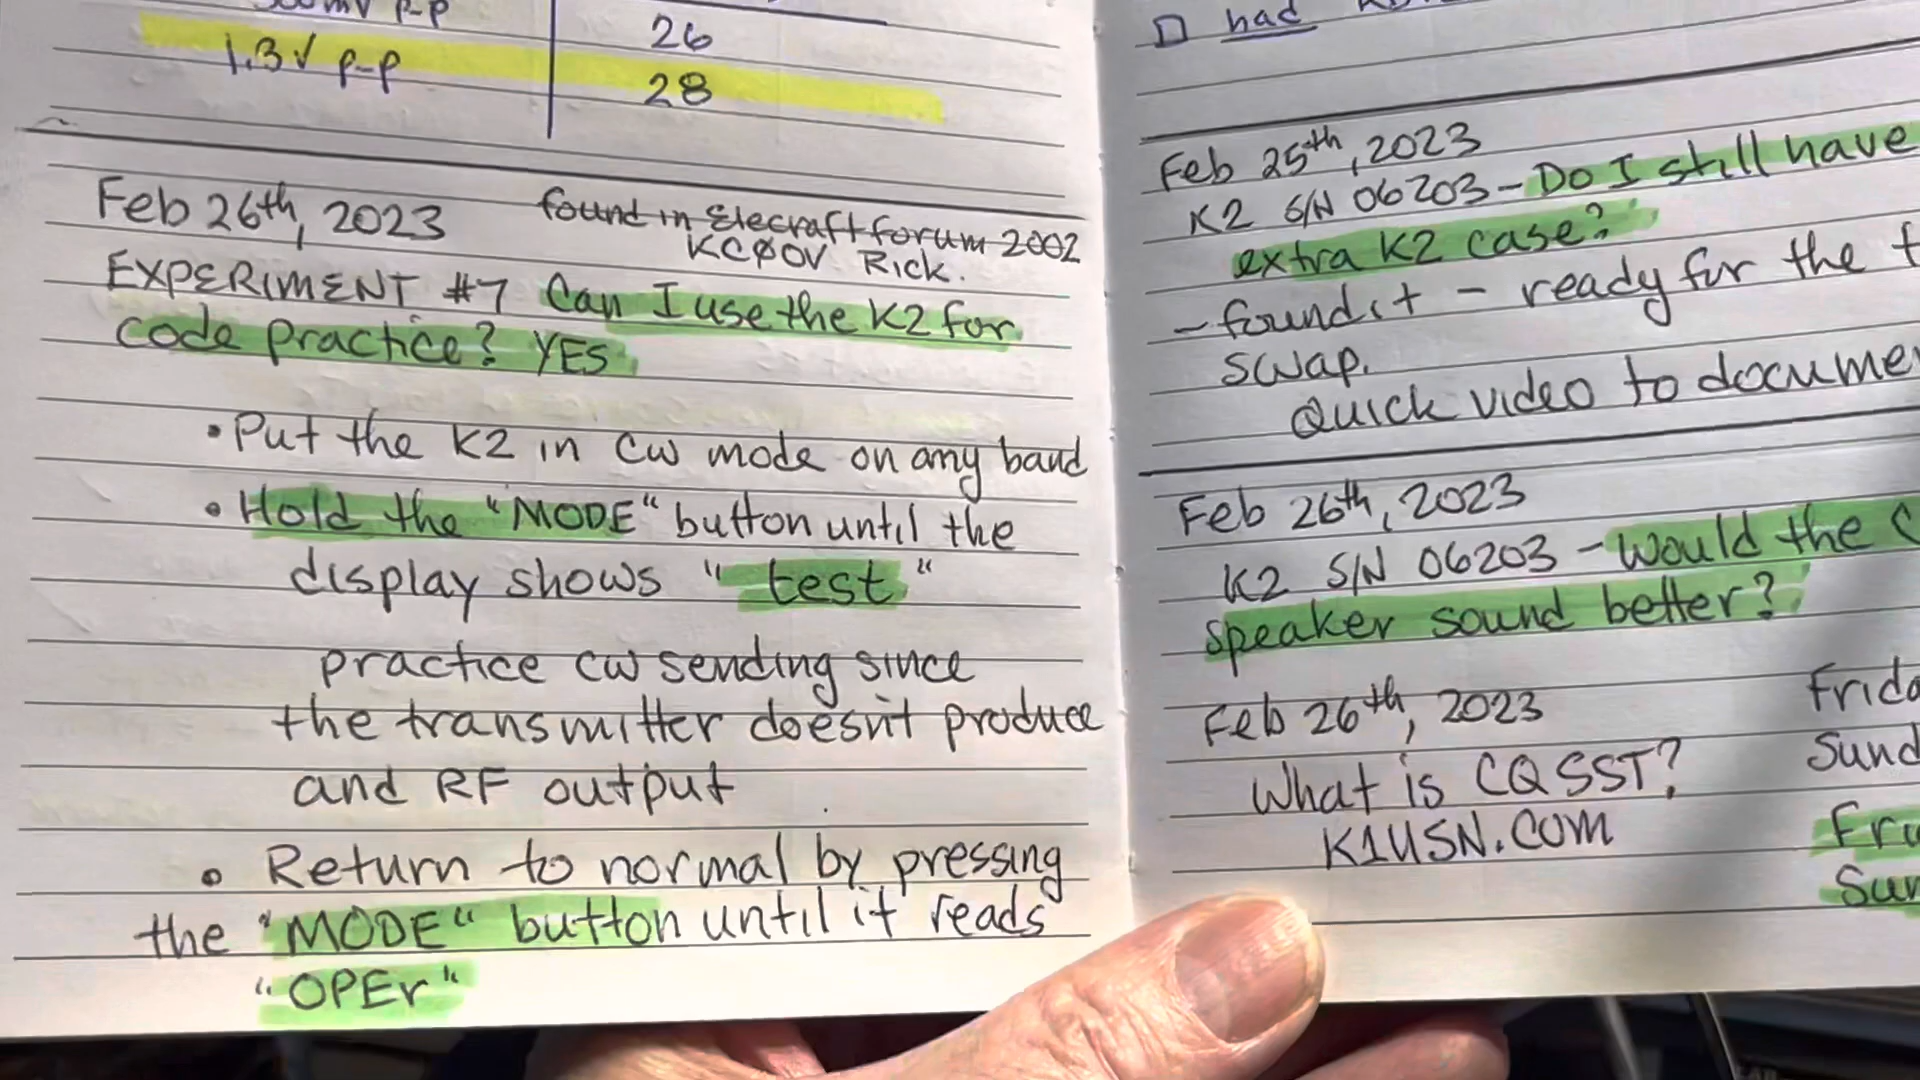 500mV p-p
26
1.3V p-p
28
Feb 26th, 2023
found in Elecraft forum 2002
KCØOV Rick.
EXPERIMENT #7 Can I use the K2 for
code practice? YES
• Put the K2 in CW mode on any band
• Hold the "MODE" button until the
display shows "test"
practice cw sending since
the transmitter doesn't produce
and RF output
• Return to normal by pressing
the "MODE" button until it reads
"OPEr"
had
Feb 25th, 2023
K2 S/N 06203 - Do I still have
extra K2 case?
- found it - ready for the
swap.
Quick video to docume
Feb 26th, 2023
K2 S/N 06203 - Would the C
speaker sound better?
Feb 26th, 2023
Frida
Sund
What is CQ SST?
K1USN.COM
Fri
Sun